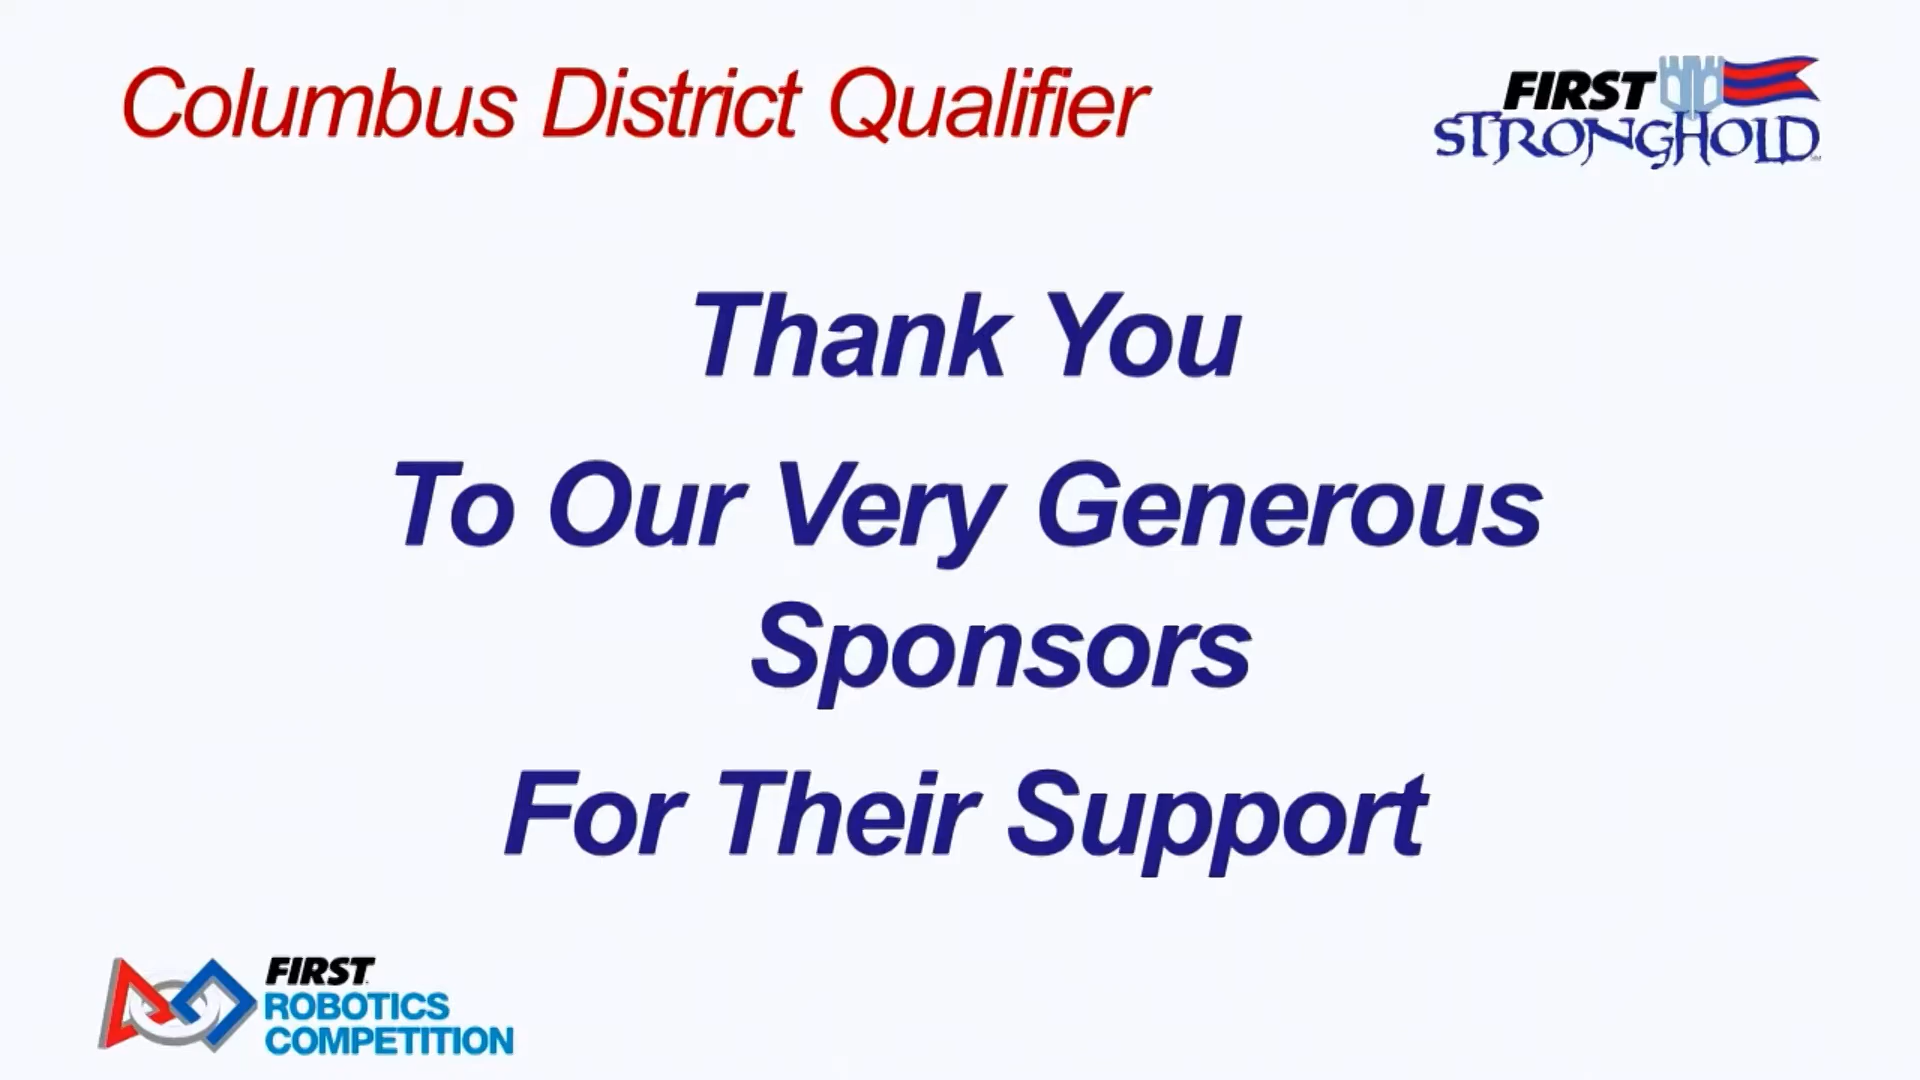 Columbus District Qualifier
FIRST
STRONGHOLD
Thank You
To Our Very Generous
Sponsors
For Their Support
FIRST
ROBOTICS
COMPETITION